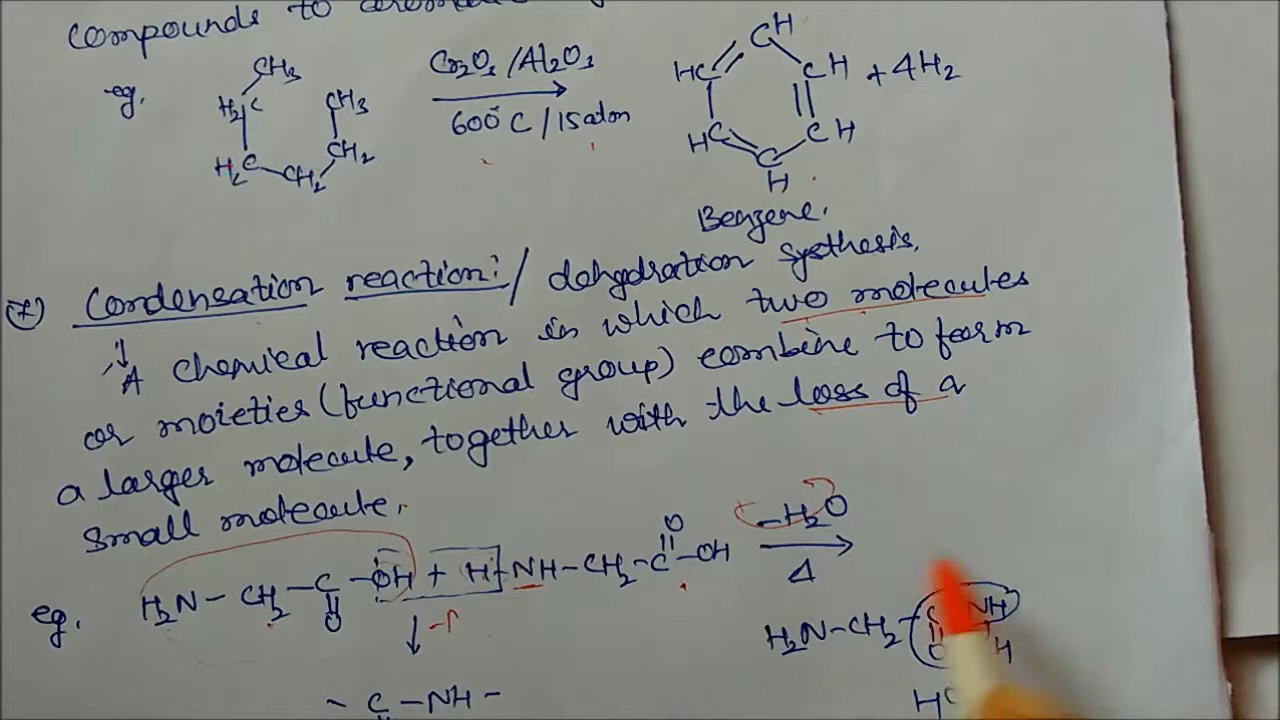 compounds to
eg.
CH3
H2C
CH3
H2C
CH2
CH2
Cr2O3/Al2O3
600°C/15atm
CH
HC
CH
HC
CH
C
H
+ 4H2
Benzene.
7) Condensation reaction:/ dehydration synthesis.
A chemical reaction in which two molecules
or moieties (functional group) combine to form
a larger molecule, together with the loss of a
small molecule.
eg. H2N-CH2-C-OH + H-NH-CH2-C-OH
O
O
-H2O
Δ
H2N-CH2-
NH
- C - NH -